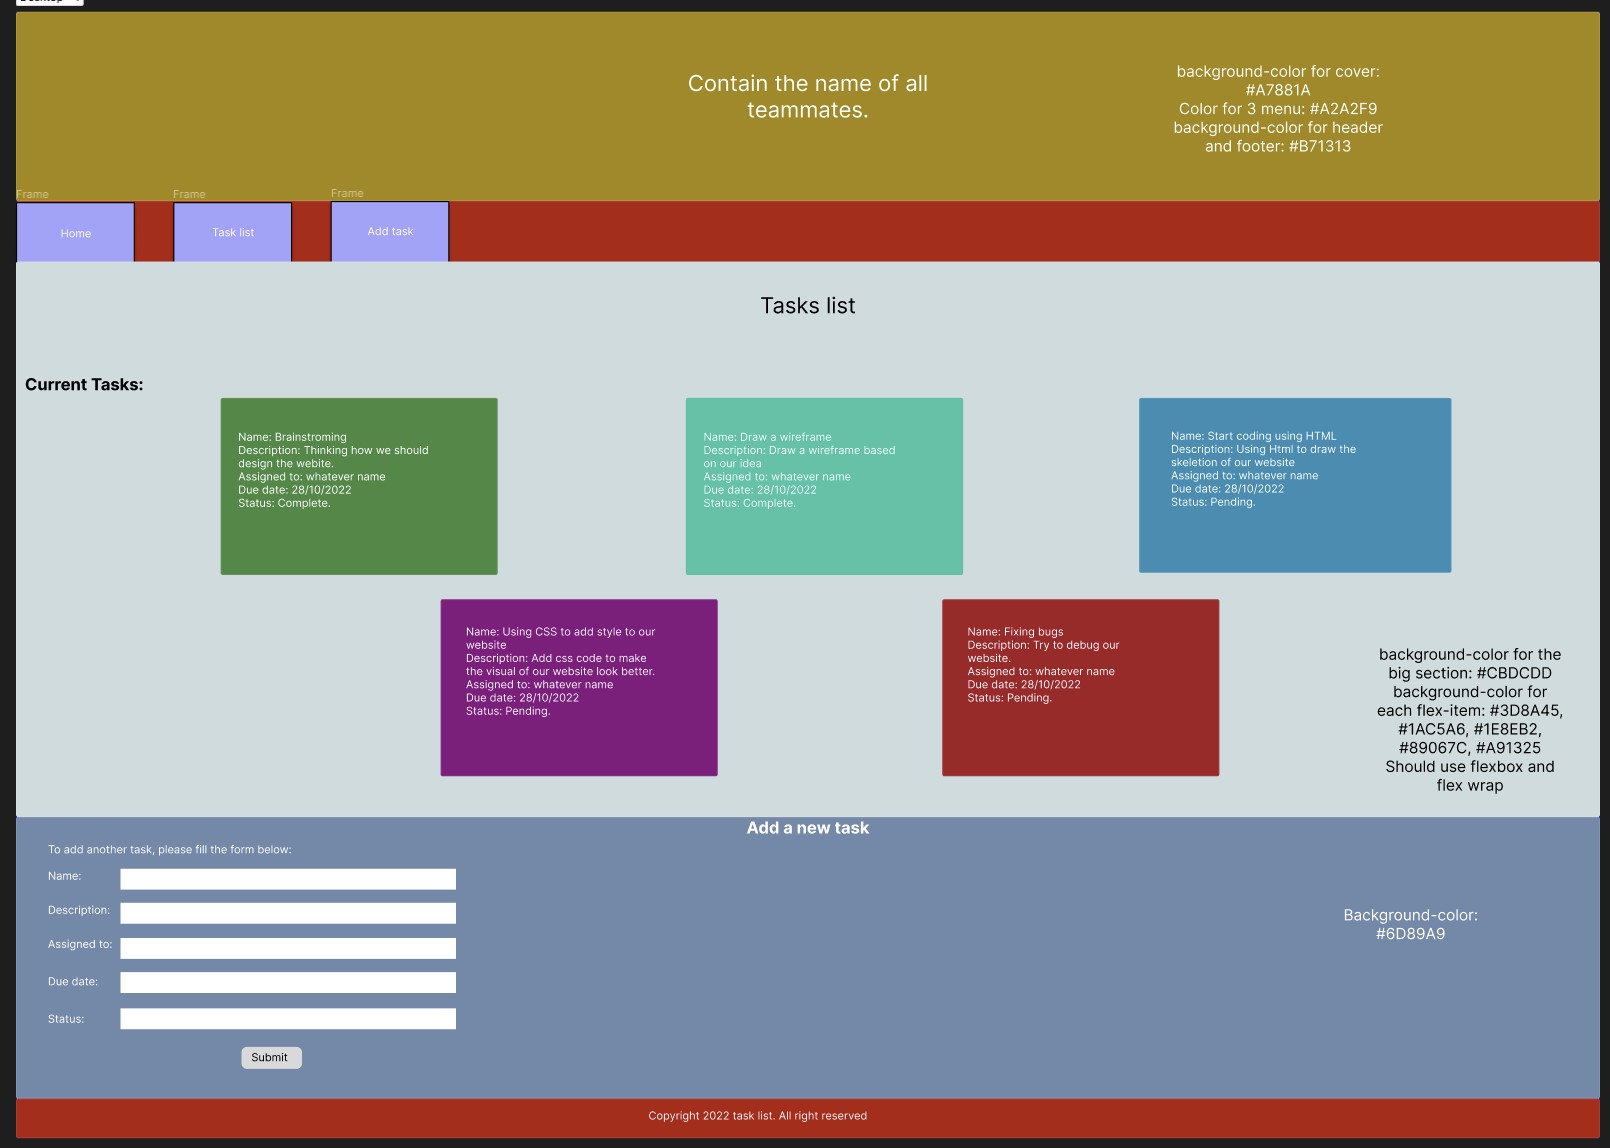 Contain the name of all
teammates.
background-color for cover:
#A7881A
Color for 3 menu: #A2A2F9
background-color for header
and footer: #B71313
Frame
Frame
Frame
Home
Task list
Add task
Tasks list
Current Tasks:
Name: Brainstroming
Description: Thinking how we should
design the webite.
Assigned to: whatever name
Due date: 28/10/2022
Status: Complete.
Name: Draw a wireframe
Description: Draw a wireframe based
on our idea
Assigned to: whatever name
Due date: 28/10/2022
Status: Complete.
Name: Start coding using HTML
Description: Using Html to draw the
skeletion of our website
Assigned to: whatever name
Due date: 28/10/2022
Status: Pending.
Name: Using CSS to add style to our
website
Description: Add css code to make
the visual of our website look better.
Assigned to: whatever name
Due date: 28/10/2022
Status: Pending.
Name: Fixing bugs
Description: Try to debug our
website.
Assigned to: whatever name
Due date: 28/10/2022
Status: Pending.
background-color for the
big section: #CBDCDD
background-color for
each flex-item: #3D8A45,
#1AC5A6, #1E8EB2,
#89067C, #A91325
Should use flexbox and
flex wrap
Add a new task
To add another task, please fill the form below:
Name:
Description:
Assigned to:
Due date:
Status:
Submit
Background-color:
#6D89A9
Copyright 2022 task list. All right reserved